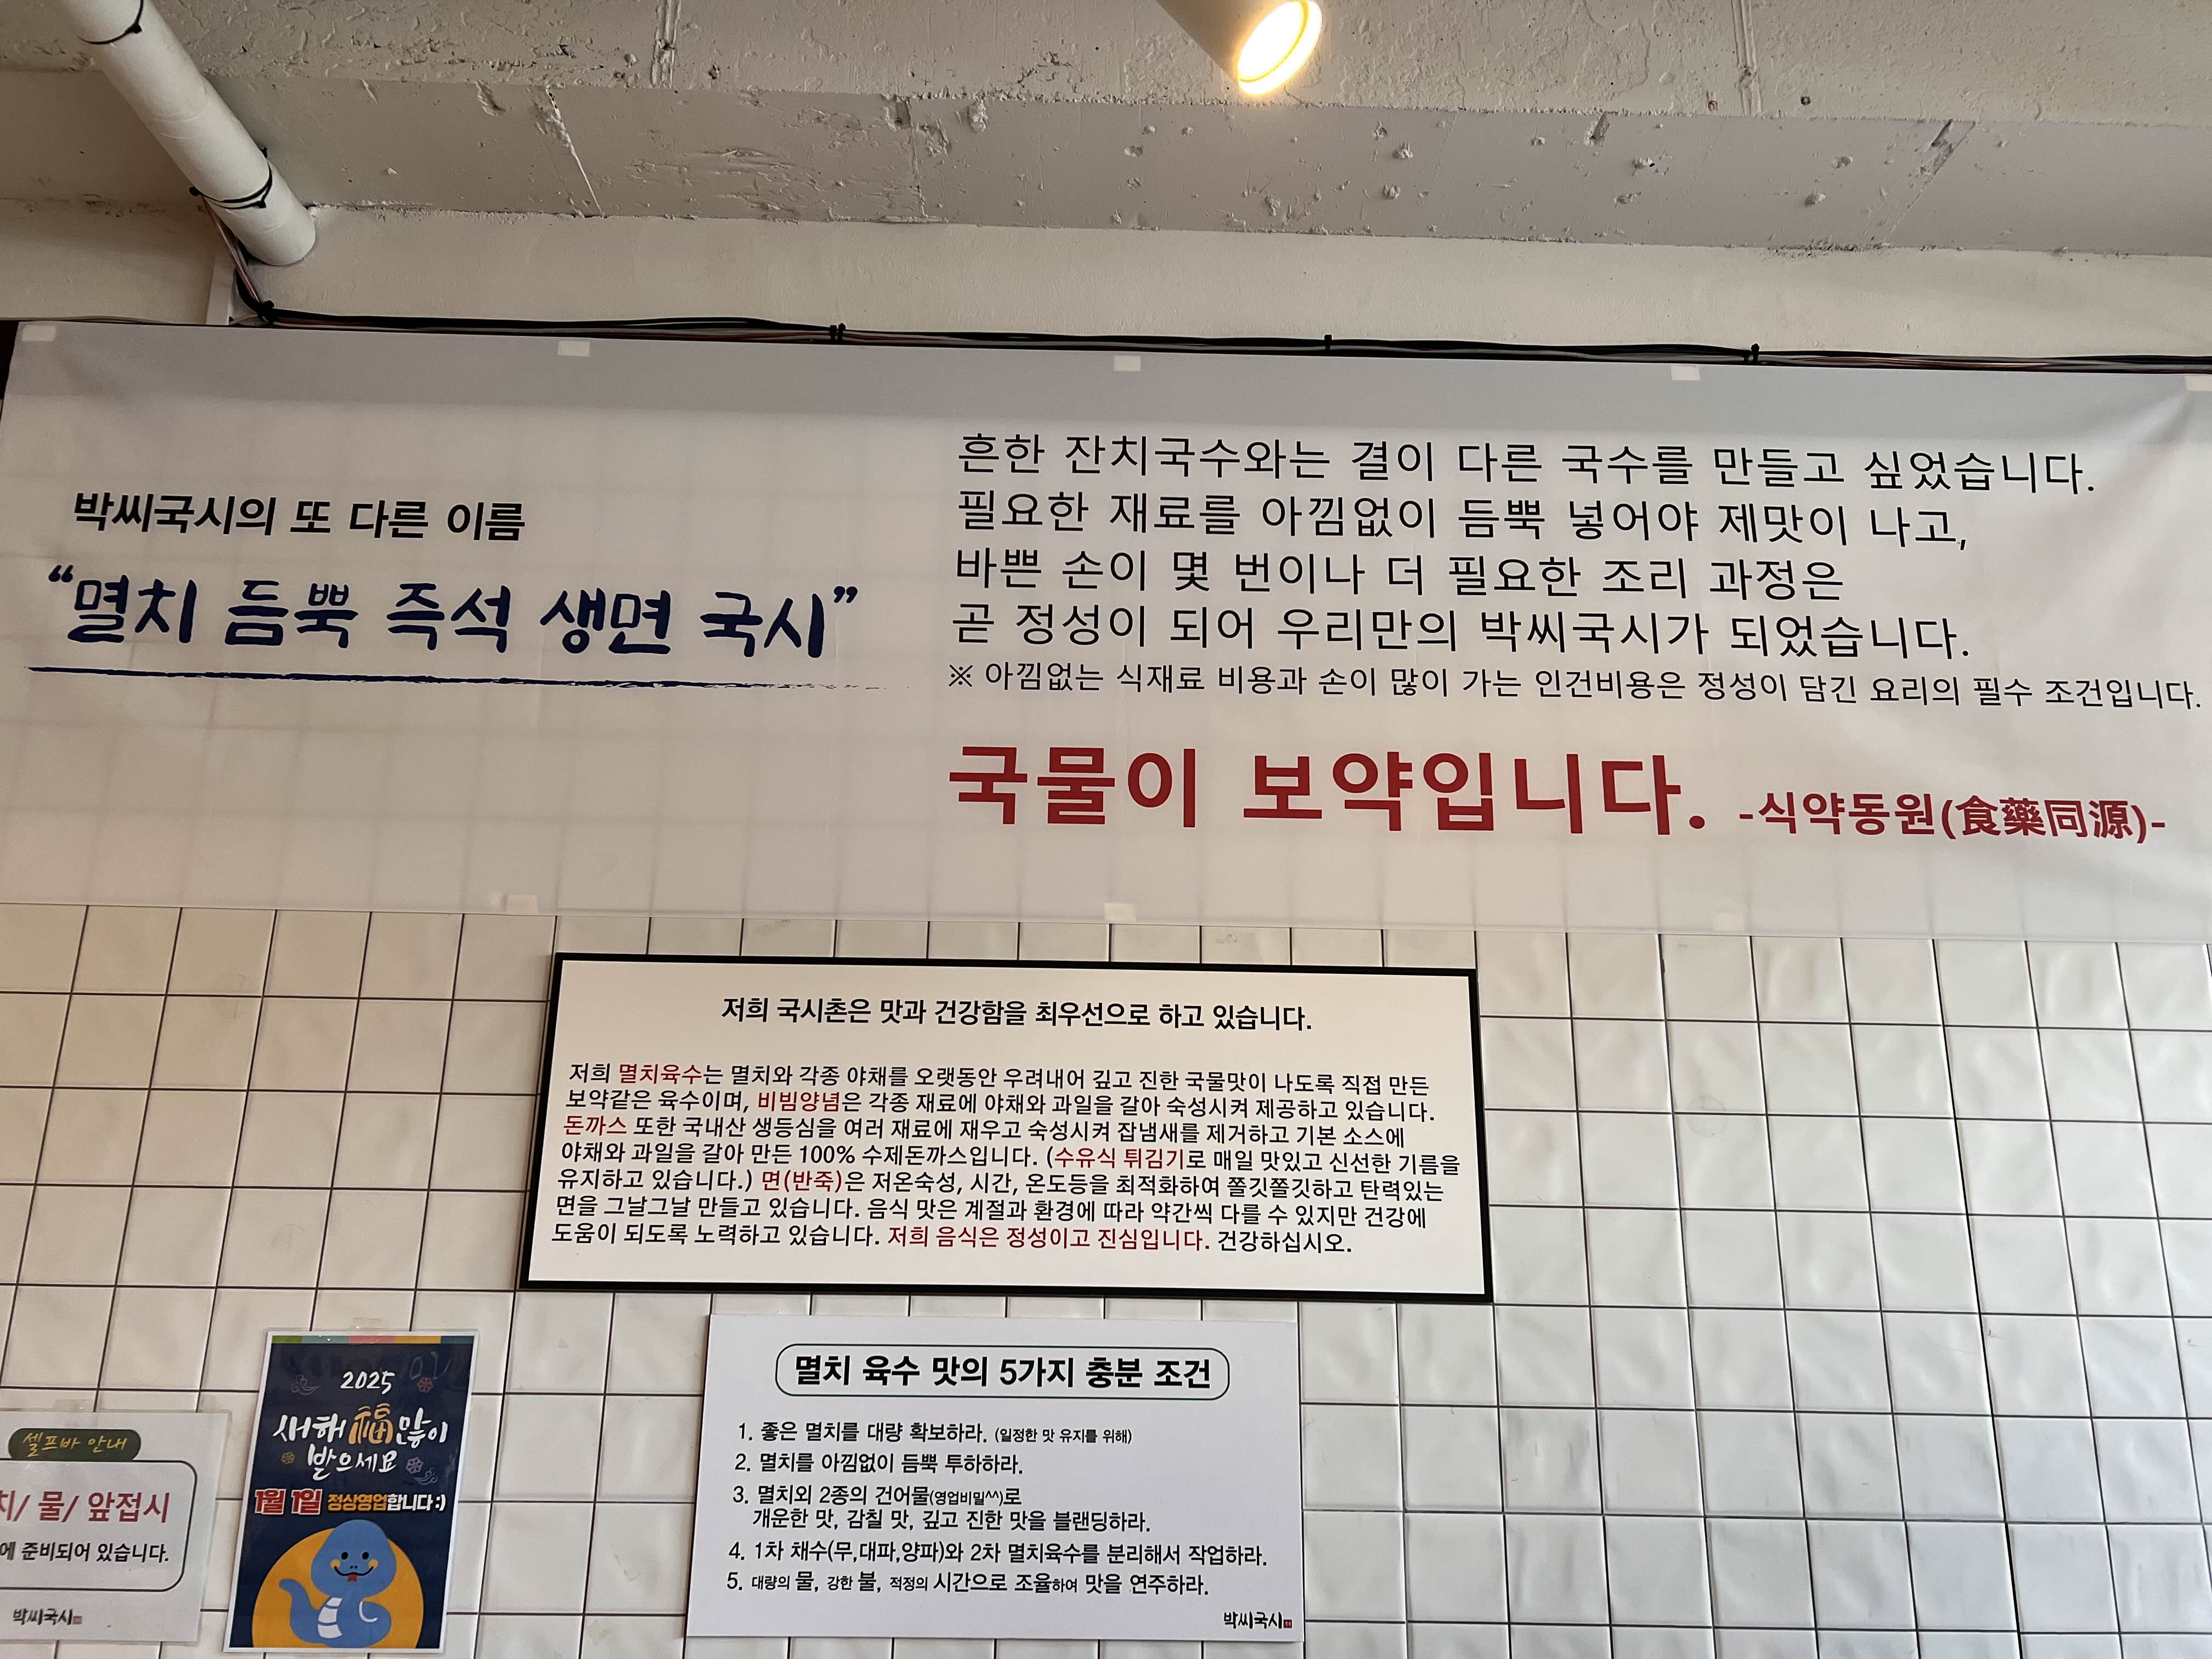 박씨국시의 또 다른 이름
“멸치 듬뿍 즉석 생면 국시”
흔한 잔치국수와는 결이 다른 국수를 만들고 싶었습니다.
필요한 재료를 아낌없이 듬뿍 넣어야 제맛이 나고,
바쁜 손이 몇 번이나 더 필요한 조리 과정은
곧 정성이 되어 우리만의 박씨국시가 되었습니다.
※ 아낌없는 식재료 비용과 손이 많이 가는 인건비용은 정성이 담긴 요리의 필수 조건입니다.
국물이 보약입니다. -식약동원(食藥同源)-
저희 국시촌은 맛과 건강함을 최우선으로 하고 있습니다.
저희 멸치육수는 멸치와 각종 야채를 오랫동안 우려내어 깊고 진한 국물맛이 나도록 직접 만든
보약같은 육수이며, 비빔양념은 각종 재료에 야채와 과일을 갈아 숙성시켜 제공하고 있습니다.
돈까스 또한 국내산 생등심을 여러 재료에 재우고 숙성시켜 잡냄새를 제거하고 기본 소스에
야채와 과일을 갈아 만든 100% 수제돈까스입니다. (수유식 튀김기로 매일 맛있고 신선한 기름을
유지하고 있습니다.) 면(반죽)은 저온숙성, 시간, 온도등을 최적화하여 쫄깃쫄깃하고 탄력있는
면을 그날그날 만들고 있습니다. 음식 맛은 계절과 환경에 따라 약간씩 다를 수 있지만 건강에
도움이 되도록 노력하고 있습니다. 저희 음식은 정성이고 진심입니다. 건강하십시오.
셀프바 안내
치/ 물/ 앞접시
에 준비되어 있습니다.
박씨국시
2025
새해 福 많이
받으세요
1월 1일 정상영업합니다 :)
멸치 육수 맛의 5가지 충분 조건
1. 좋은 멸치를 대량 확보하라. (일정한 맛 유지를 위해)
2. 멸치를 아낌없이 듬뿍 투하하라.
3. 멸치외 2종의 건어물(영업비밀^^)로
개운한 맛, 감칠 맛, 깊고 진한 맛을 블랜딩하라.
4. 1차 채수(무,대파,양파)와 2차 멸치육수를 분리해서 작업하라.
5. 대량의 물, 강한 불, 적정의 시간으로 조율하여 맛을 연주하라.
박씨국시